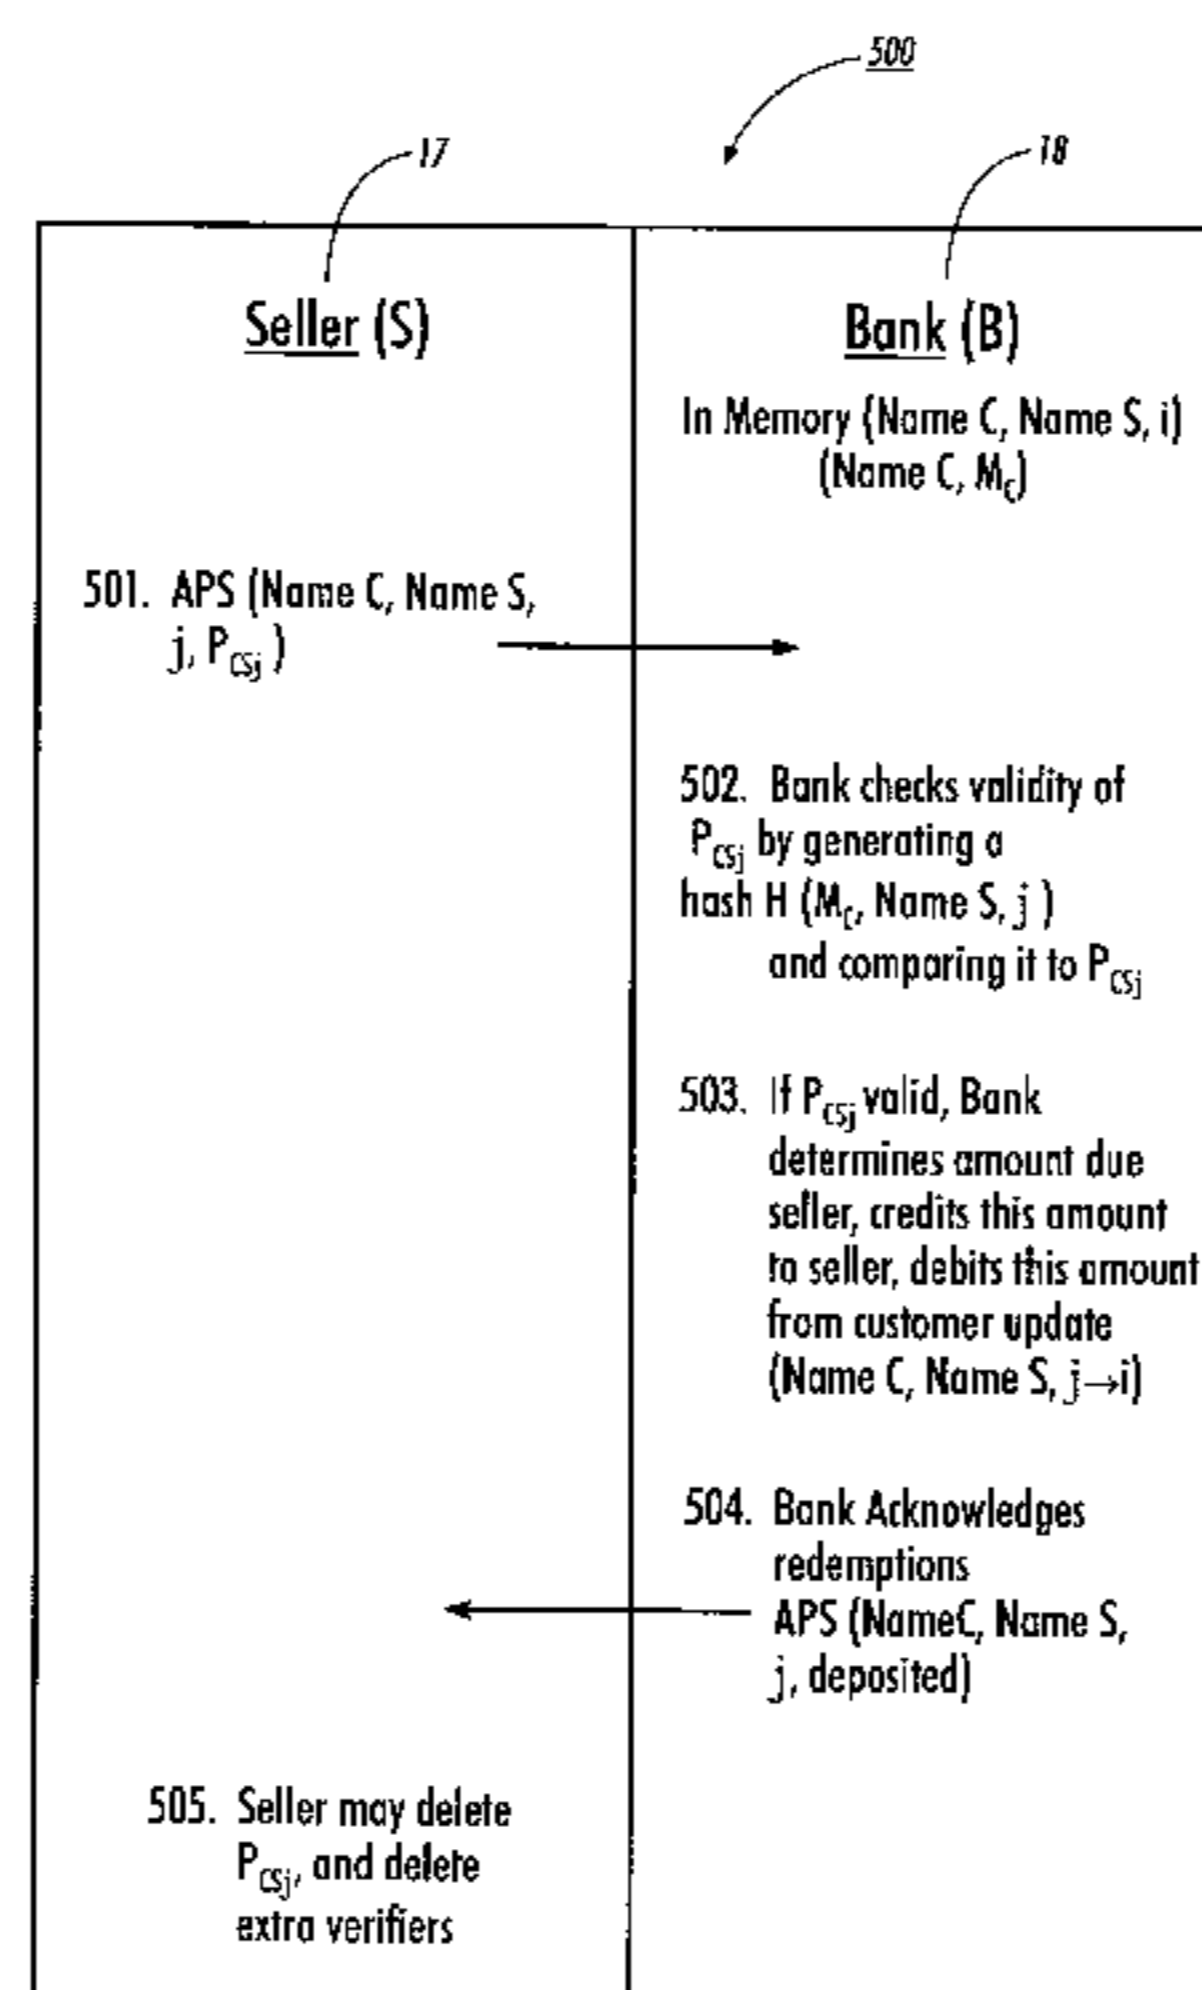 500
17
18
Seller (S)
Bank (B)
In Memory (Name C, Name S, i)
(Name C, M_C)
501. APS (Name C, Name S,
j, P_CSj )
502. Bank checks validity of
P_CSj by generating a
hash H (M_C, Name S, j )
and comparing it to P_CSj
503. If P_CSj valid, Bank
determines amount due
seller, credits this amount
to seller, debits this amount
from customer update
(Name C, Name S, j→i)
504. Bank Acknowledges
redemptions
APS (NameC, Name S,
j, deposited)
505. Seller may delete
P_CSj, and delete
extra verifiers